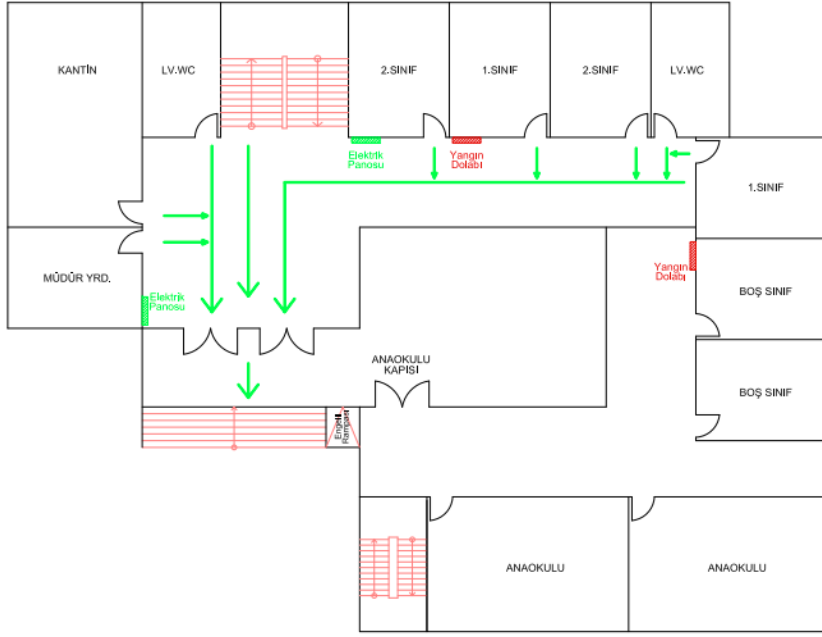 KANTİN
LV.WC
2.SINIF
1.SINIF
2.SINIF
LV.WC
Elektrik
Panosu
Yangın
Dolabı
1.SINIF
MÜDÜR YRD.
Elektrik
Panosu
Yangın
Dolabı
BOŞ SINIF
ANAOKULU
KAPISI
BOŞ SINIF
Engelli
Rampası
ANAOKULU
ANAOKULU